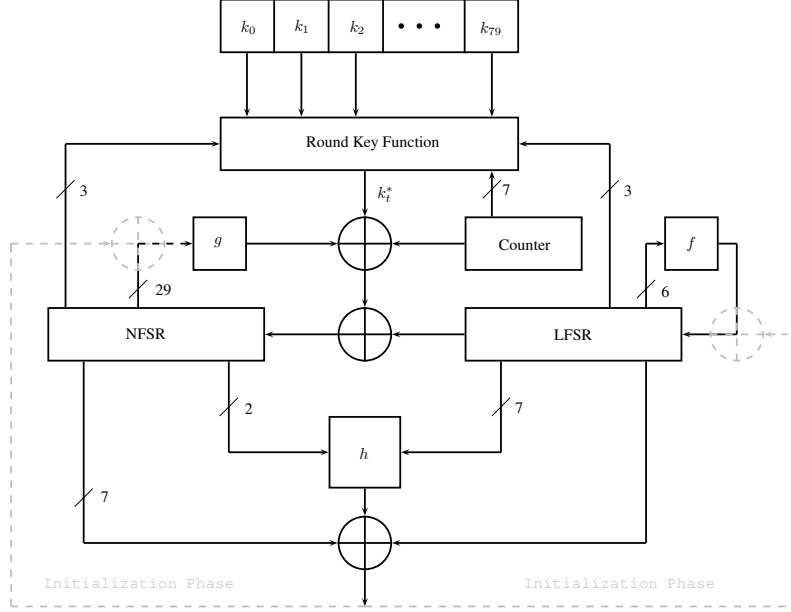 k₀ k₁ k₂ ••• k₇₉
Round Key Function
3 k*ₜ 7 3
g Counter f
29 6
NFSR LFSR
2 7
h
7
Initialization Phase Initialization Phase